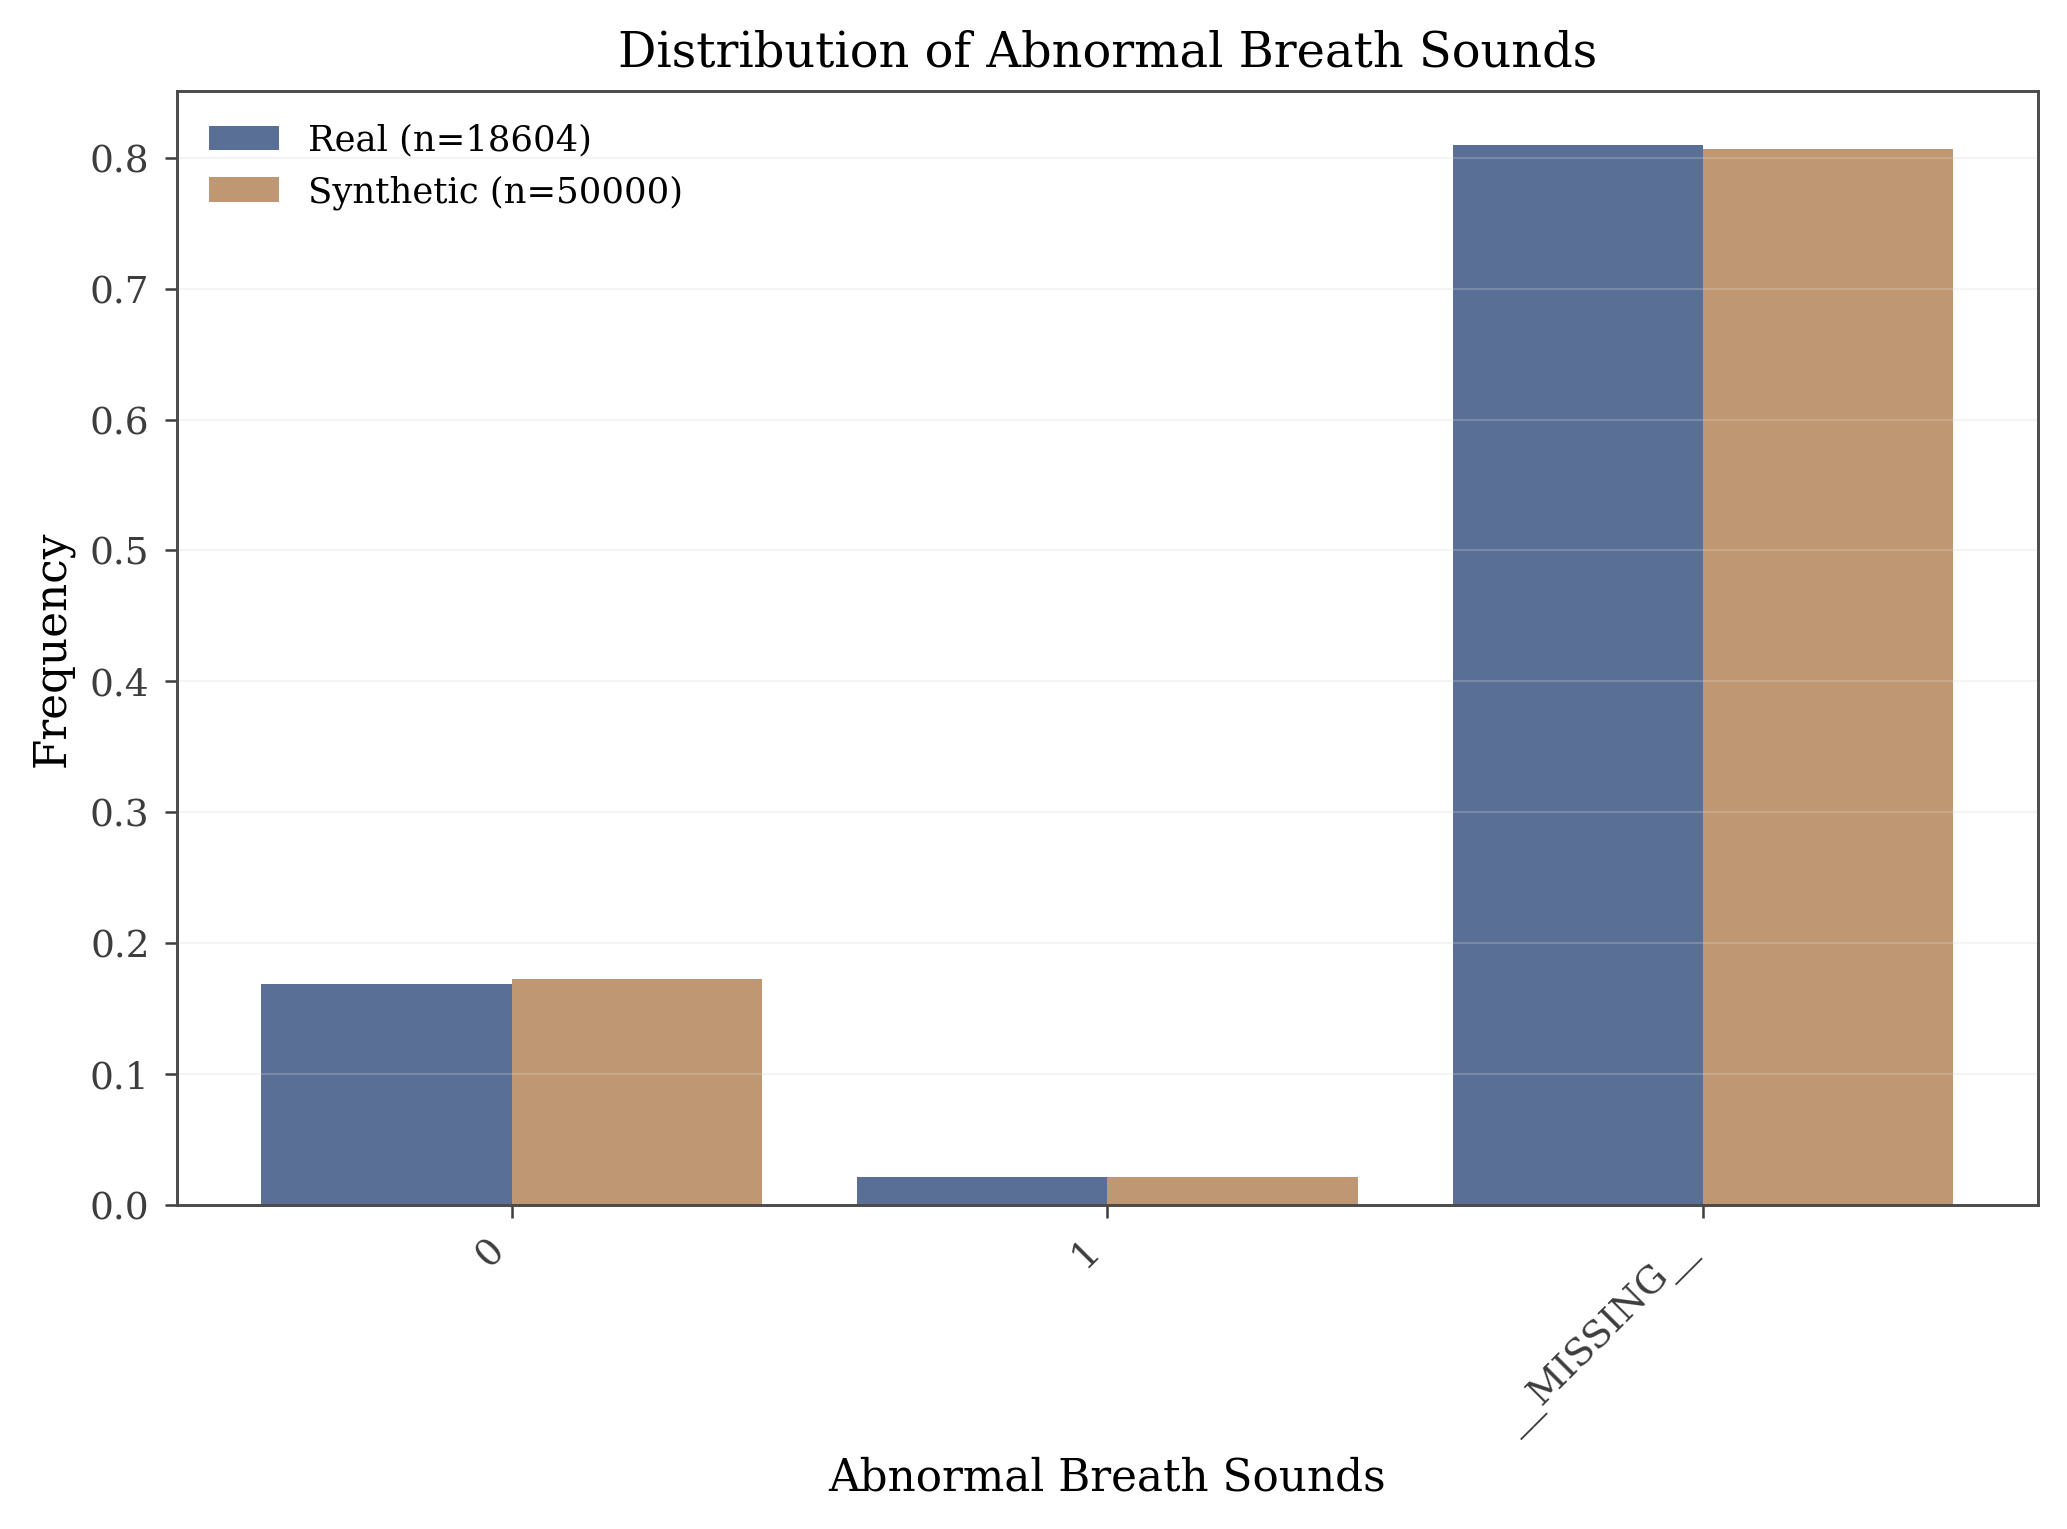 Distribution of Abnormal Breath Sounds
Real (n=18604)
Synthetic (n=50000)
Frequency
0.8
0.7
0.6
0.5
0.4
0.3
0.2
0.1
0.0
0
1
__MISSING__
Abnormal Breath Sounds